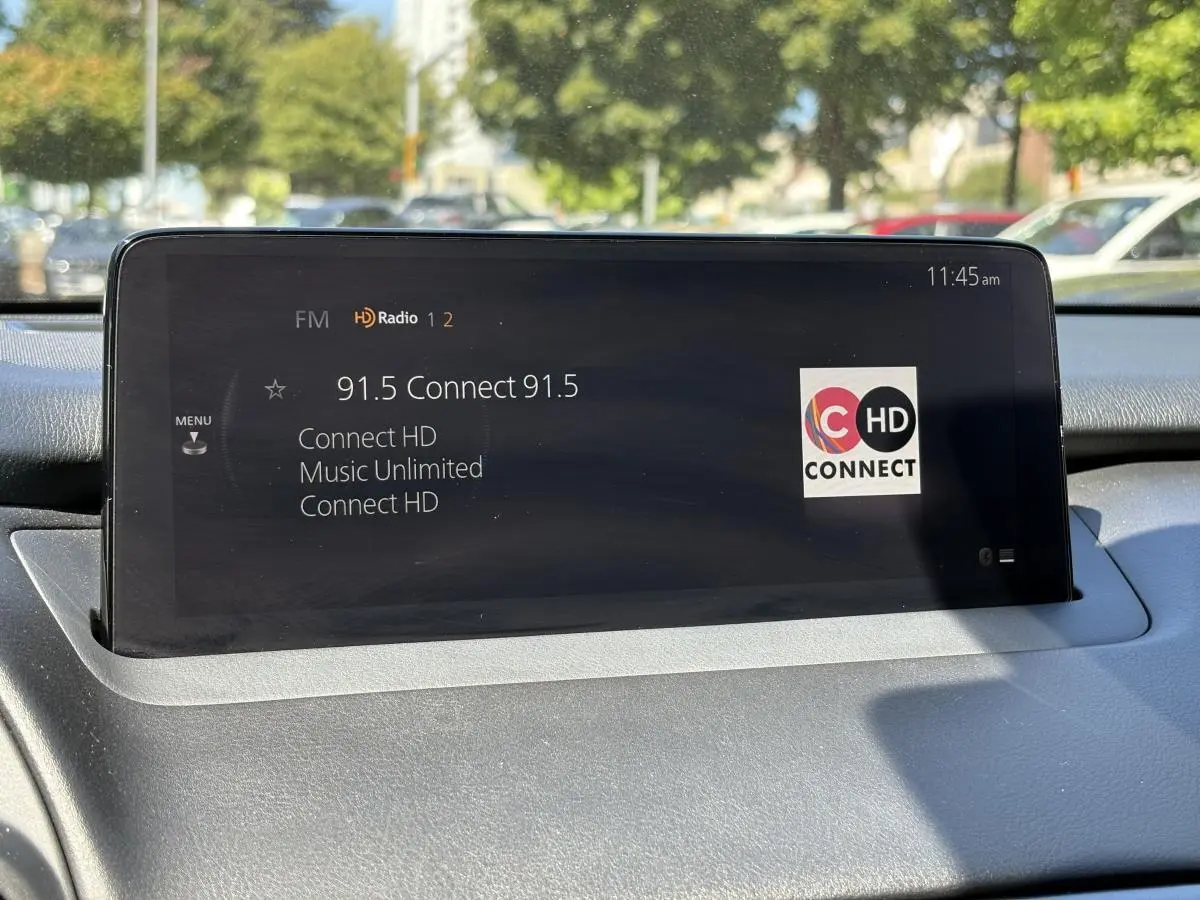 11:45am
FM HD Radio 1 2
91.5 Connect 91.5
MENU
Connect HD
Music Unlimited
Connect HD
C HD
CONNECT